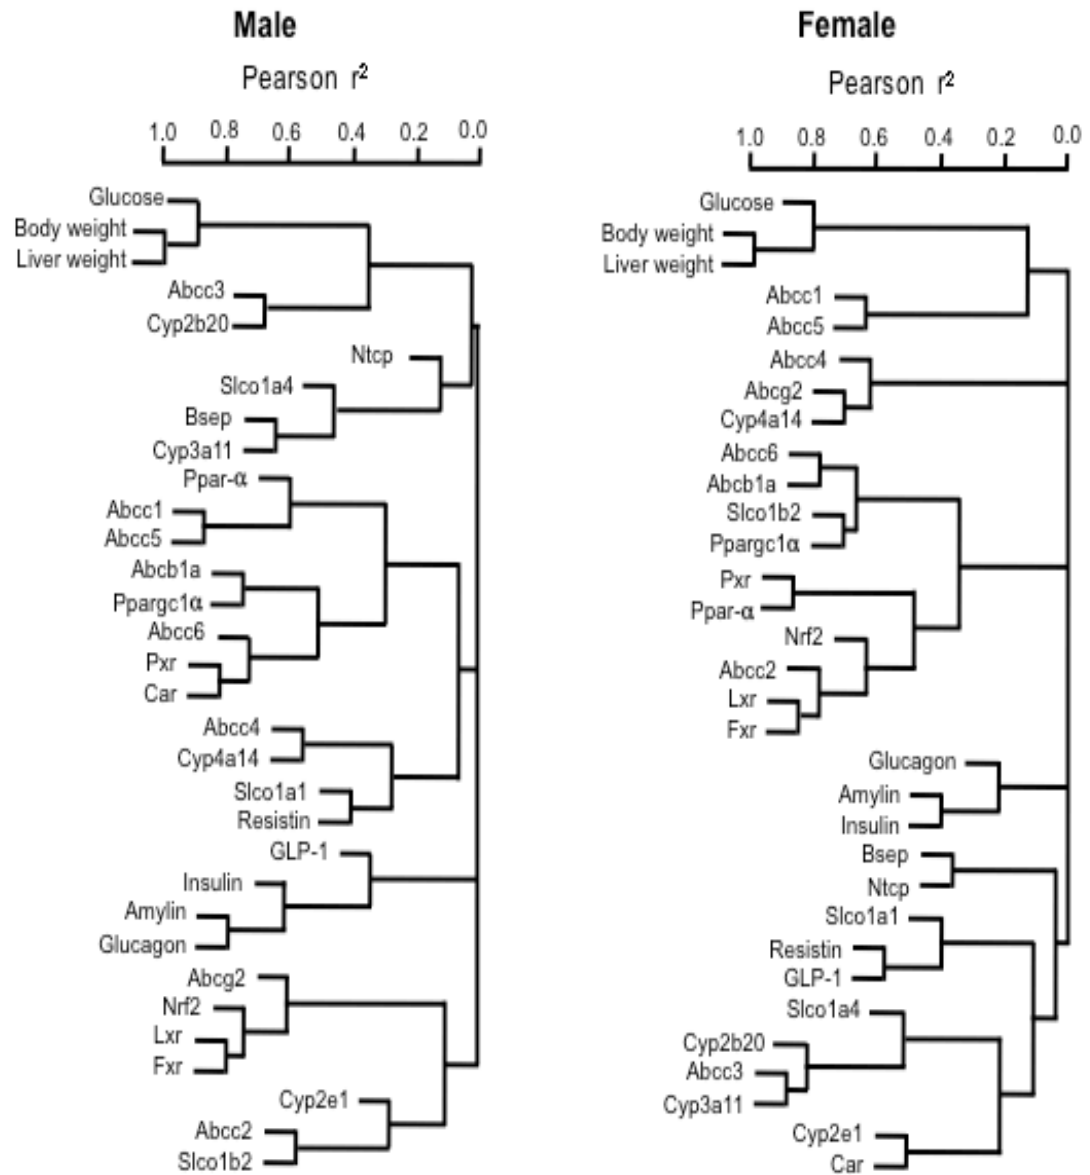 Male
Pearson r²
1.0 0.8 0.6 0.4 0.2 0.0
Glucose
Body weight
Liver weight
Abcc3
Cyp2b20
Ntcp
Slco1a4
Bsep
Cyp3a11
Ppar-α
Abcc1
Abcc5
Abcb1a
Ppargc1α
Abcc6
Pxr
Car
Abcc4
Cyp4a14
Slco1a1
Resistin
GLP-1
Insulin
Amylin
Glucagon
Abcg2
Nrf2
Lxr
Fxr
Cyp2e1
Abcc2
Slco1b2
Female
Pearson r²
1.0 0.8 0.6 0.4 0.2 0.0
Glucose
Body weight
Liver weight
Abcc1
Abcc5
Abcc4
Abcg2
Cyp4a14
Abcc6
Abcb1a
Slco1b2
Ppargc1α
Pxr
Ppar-α
Nrf2
Abcc2
Lxr
Fxr
Glucagon
Amylin
Insulin
Bsep
Ntcp
Slco1a1
Resistin
GLP-1
Slco1a4
Cyp2b20
Abcc3
Cyp3a11
Cyp2e1
Car